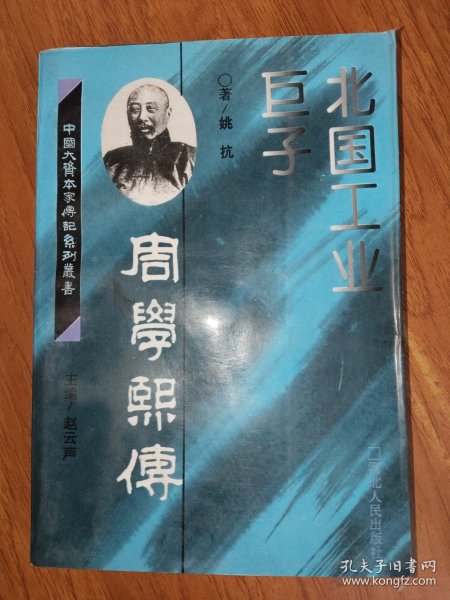 北国工业
巨子
○著/姚抗
周學熙傳
中國大資本家傳記系列叢書
主编/赵云声
□河北人民出版社
孔夫子旧书网
www.kongfz.com